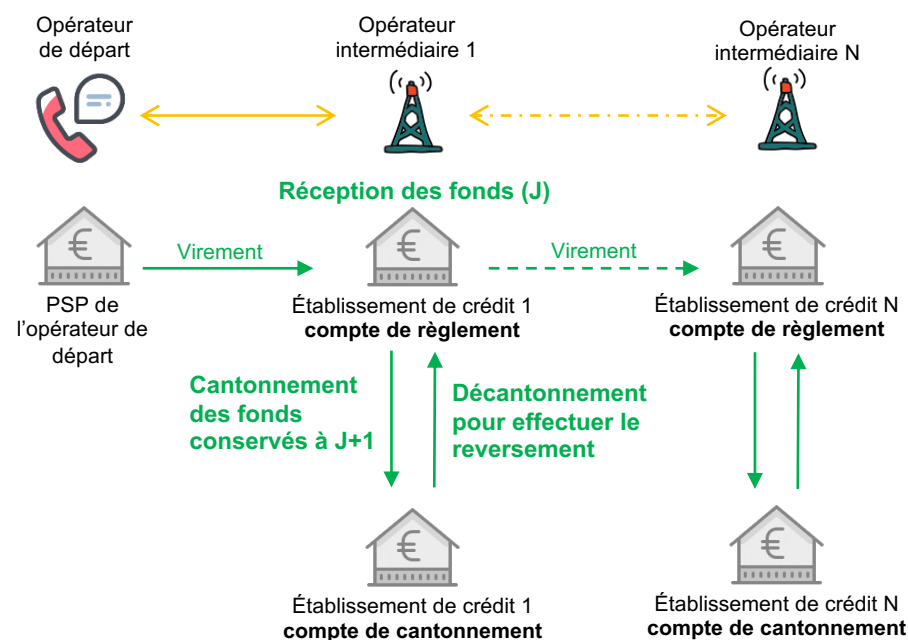 Opérateur
de départ
Opérateur
intermédiaire 1
Opérateur
intermédiaire N
Réception des fonds (J)
€
Virement
€
Virement
€
PSP de
l'opérateur de
départ
Établissement de crédit 1
compte de règlement
Établissement de crédit N
compte de règlement
Cantonnement
des fonds
conservés à J+1
Décantonnement
pour effectuer le
reversement
€
€
Établissement de crédit 1
compte de cantonnement
Établissement de crédit N
compte de cantonnement